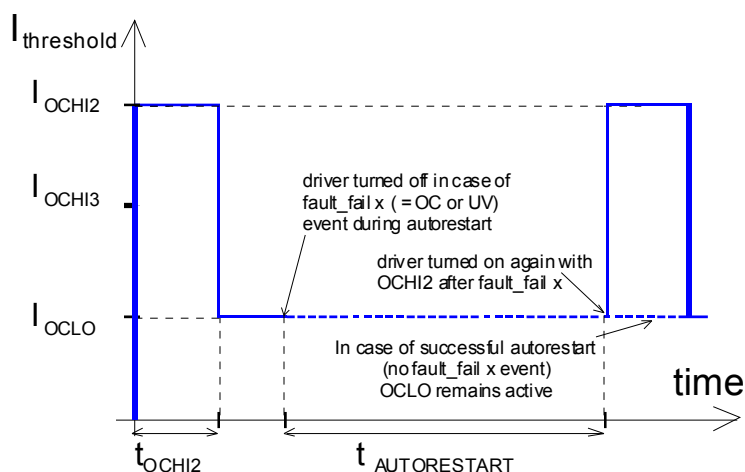 I threshold
I OCHI2
I OCHI3
driver turned off in case of
fault_fail x ( = OC or UV)
event during autorestart
driver turned on again with
OCHI2 after fault_fail x
I OCLO
In case of successful autorestart
(no fault_fail x event)
OCLO remains active
time
t OCHI2
t AUTORESTART